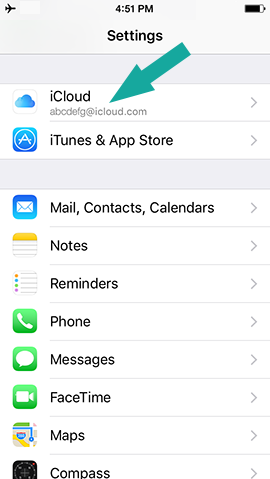 4:51 PM
Settings
iCloud
abcdefg@icloud.com
iTunes & App Store
Mail, Contacts, Calendars
Notes
Reminders
Phone
Messages
FaceTime
Maps
Compass